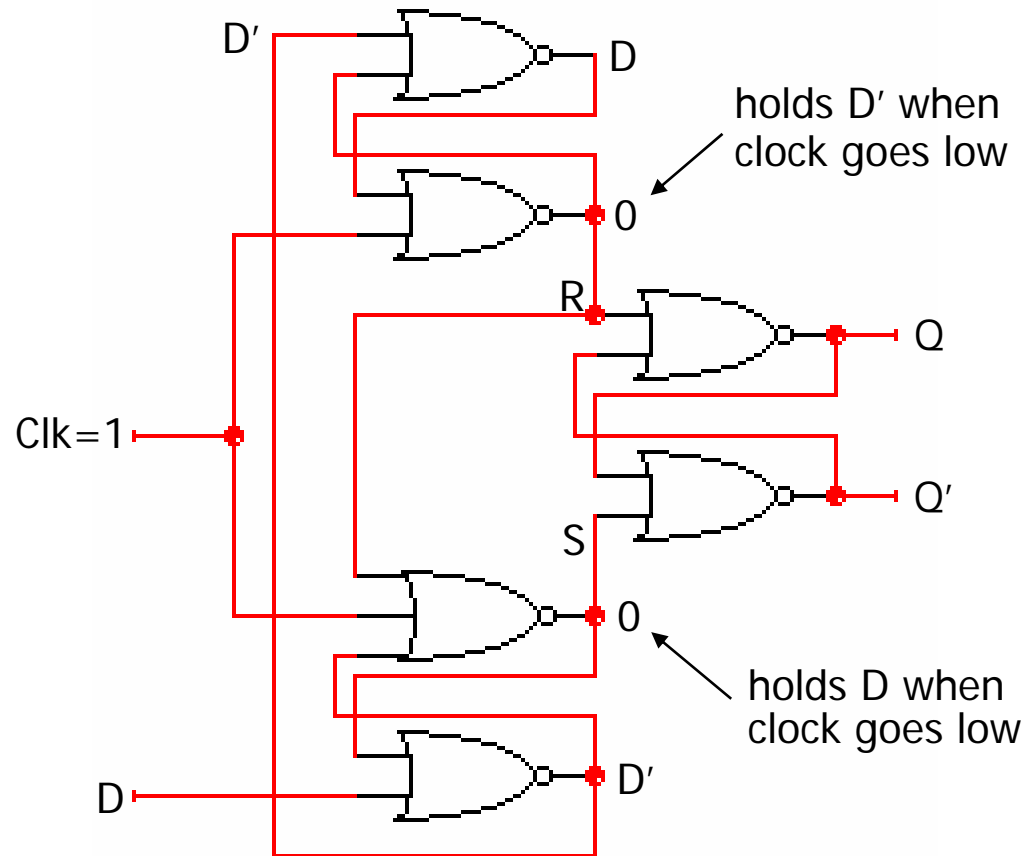 D′
D
holds D′ when
clock goes low
0
R
Q
Clk=1
Q′
S
0
holds D when
clock goes low
D′
D